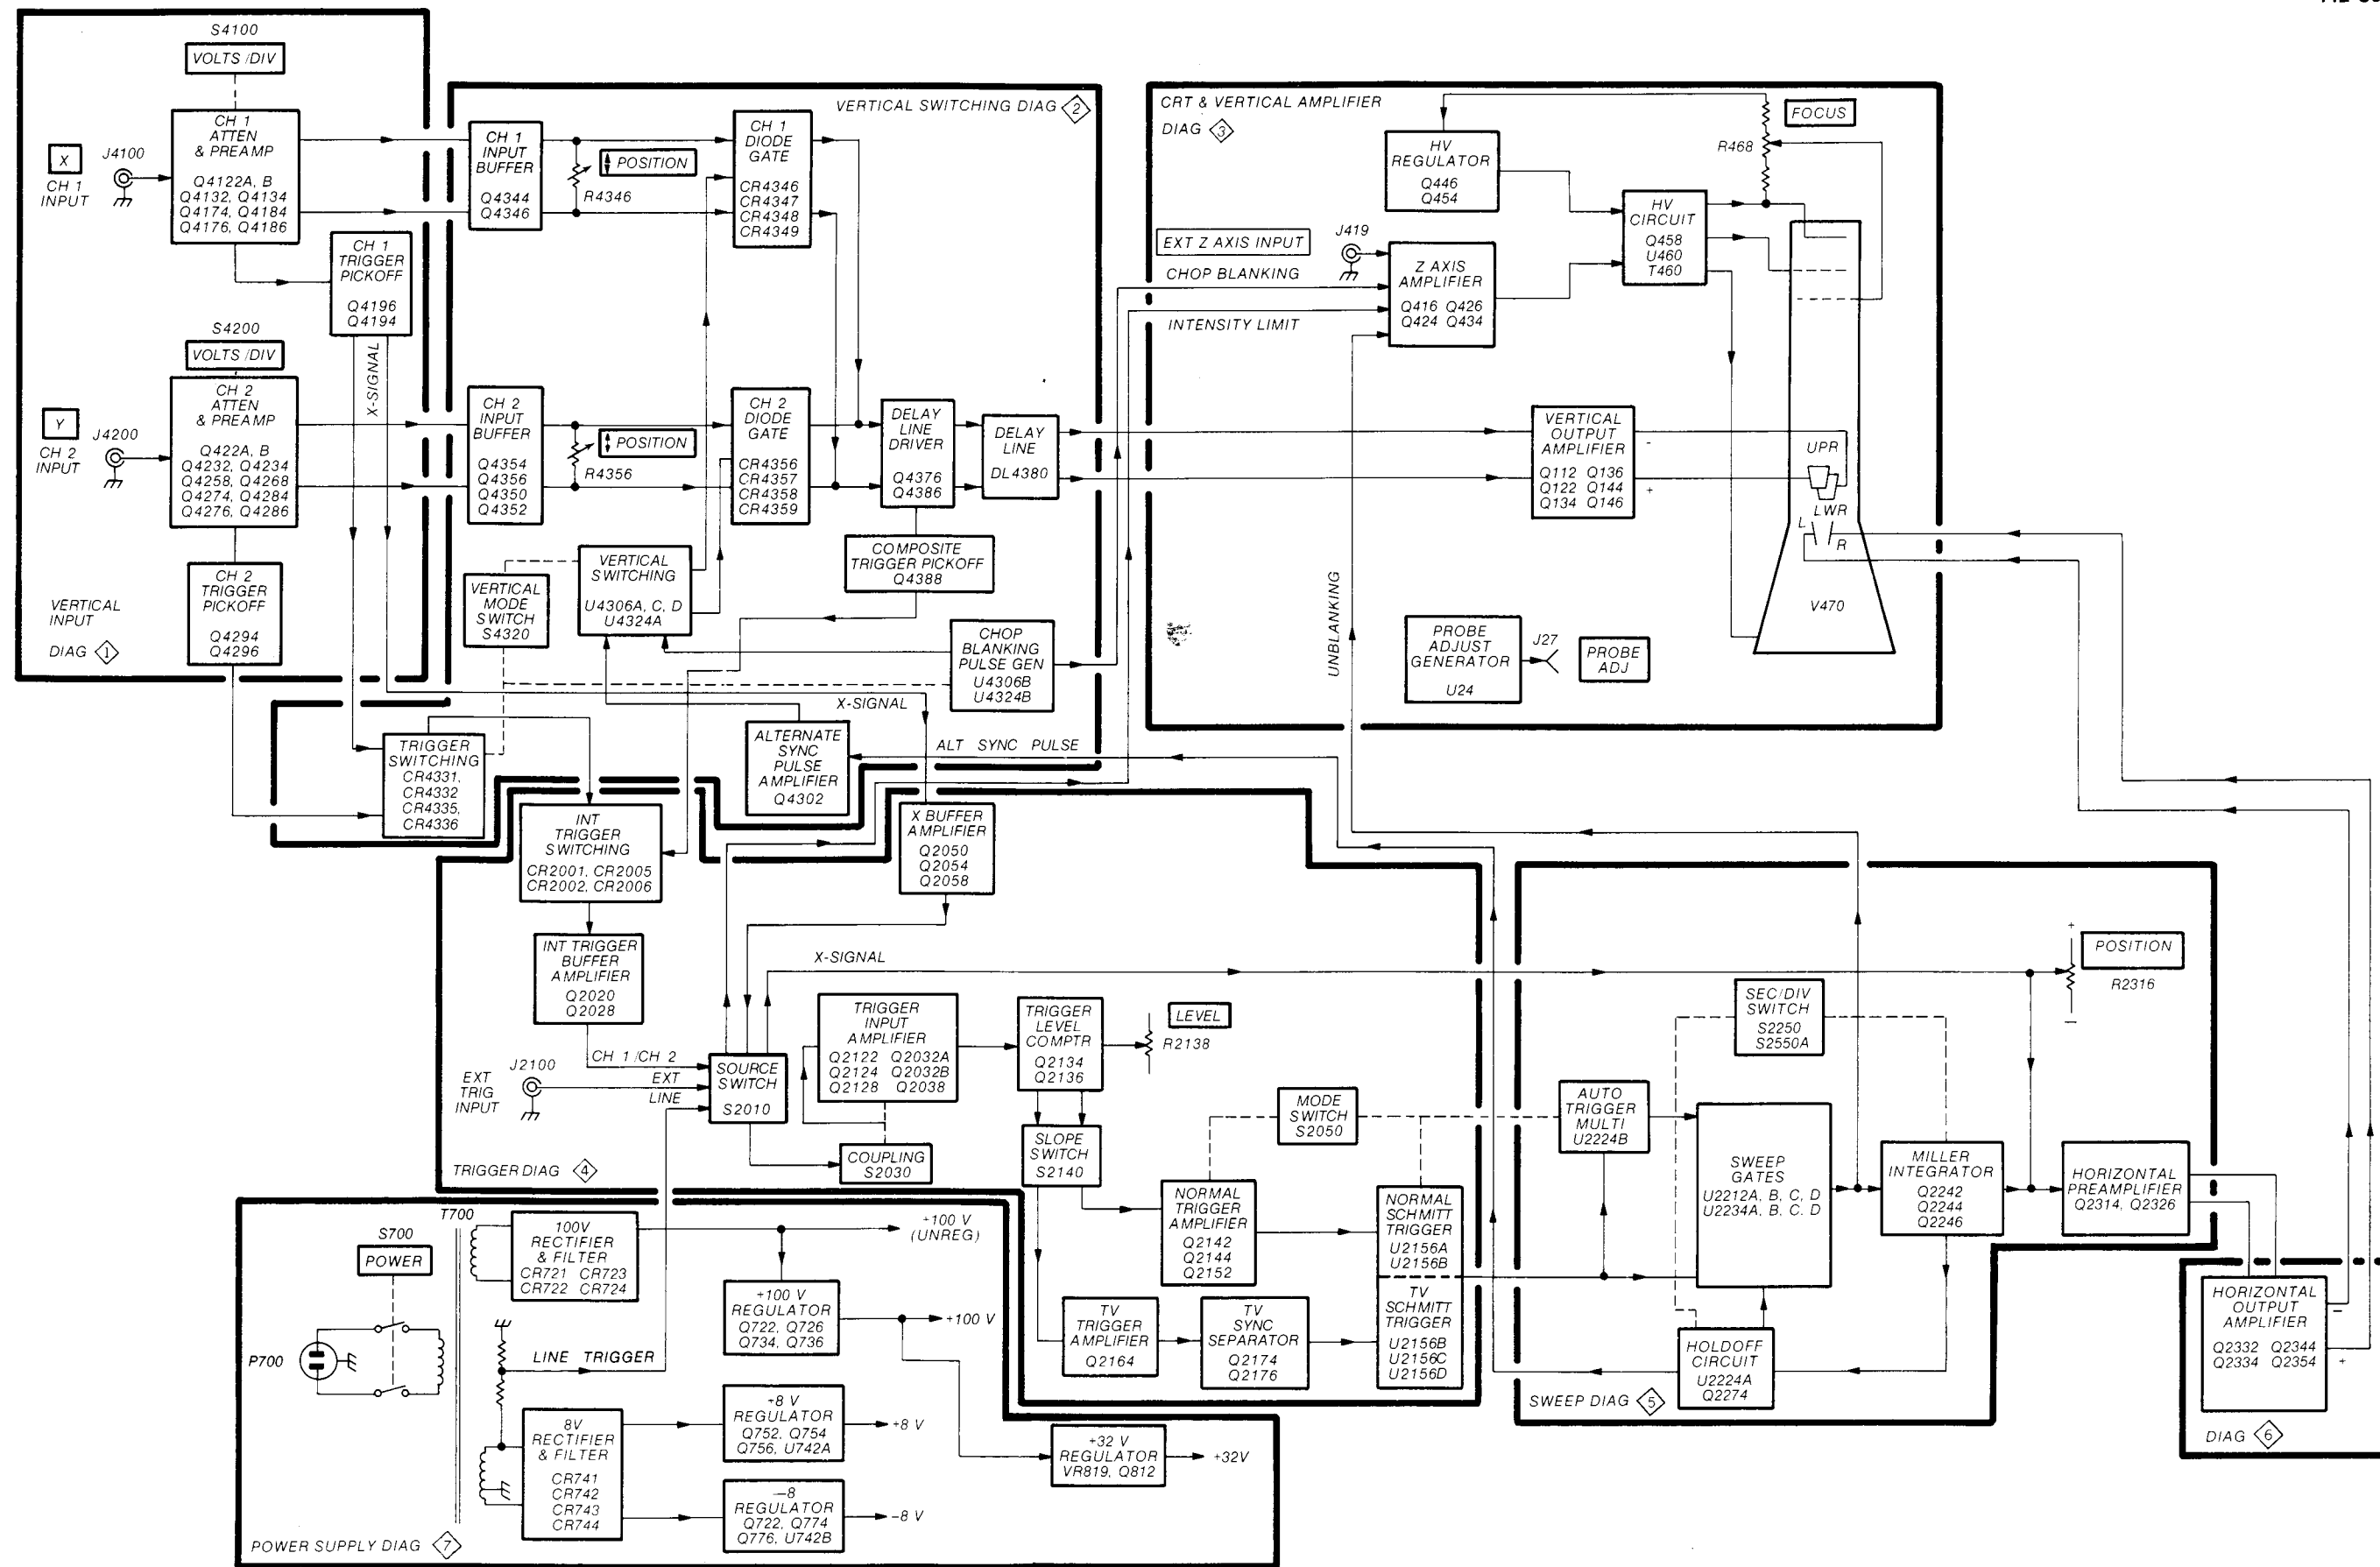 S4100
VOLTS/DIV
X
CH 1
INPUT
J4100
CH 1
ATTEN
& PREAMP
Q4122A, B
Q4132, Q4134
Q4174, Q4184
Q4176, Q4186
CH 1
TRIGGER
PICKOFF
Q4196
Q4194
X-SIGNAL
S4200
VOLTS/DIV
Y
CH 2
INPUT
J4200
CH 2
ATTEN
& PREAMP
Q422A, B
Q4232, Q4234
Q4258, Q4268
Q4274, Q4284
Q4276, Q4286
CH 2
TRIGGER
PICKOFF
Q4294
Q4296
VERTICAL
INPUT
DIAG 1
VERTICAL SWITCHING DIAG 2
CH 1
INPUT
BUFFER
Q4344
Q4346
POSITION
R4346
CH 1
DIODE
GATE
CR4346
CR4347
CR4348
CR4349
CH 2
INPUT
BUFFER
Q4354
Q4356
Q4350
Q4352
POSITION
R4356
CH 2
DIODE
GATE
CR4356
CR4357
CR4358
CR4359
DELAY
LINE
DRIVER
Q4376
Q4386
DELAY
LINE
DL4380
VERTICAL
MODE
SWITCH
S4320
VERTICAL
SWITCHING
U4306A, C, D
U4324A
COMPOSITE
TRIGGER PICKOFF
Q4388
CHOP
BLANKING
PULSE GEN
U4306B
U4324B
X-SIGNAL
TRIGGER
SWITCHING
CR4331,
CR4332
CR4335,
CR4336
ALTERNATE
SYNC
PULSE
AMPLIFIER
Q4302
ALT SYNC PULSE
CRT & VERTICAL AMPLIFIER
DIAG 3
HV
REGULATOR
Q446
Q454
FOCUS
R468
EXT Z AXIS INPUT
J419
CHOP BLANKING
INTENSITY LIMIT
Z AXIS
AMPLIFIER
Q416 Q426
Q424 Q434
HV
CIRCUIT
Q458
U460
T460
VERTICAL
OUTPUT
AMPLIFIER
Q112 Q136
Q122 Q144
Q134 Q146
-
+
UPR
LWR
L
R
V470
UNBLANKING
PROBE
ADJUST
GENERATOR
U24
J27
PROBE
ADJ
INT
TRIGGER
SWITCHING
CR2001, CR2005
CR2002, CR2006
X BUFFER
AMPLIFIER
Q2050
Q2054
Q2058
INT TRIGGER
BUFFER
AMPLIFIER
Q2020
Q2028
X-SIGNAL
EXT
TRIG
INPUT
J2100
CH 1/CH 2
EXT
LINE
SOURCE
SWITCH
S2010
TRIGGER
INPUT
AMPLIFIER
Q2122 Q2032A
Q2124 Q2032B
Q2128 Q2038
TRIGGER
LEVEL
COMPTR
Q2134
Q2136
LEVEL
R2138
COUPLING
S2030
SLOPE
SWITCH
S2140
MODE
SWITCH
S2050
TRIGGER DIAG 4
NORMAL
TRIGGER
AMPLIFIER
Q2142
Q2144
Q2152
NORMAL
SCHMITT
TRIGGER
U2156A
U2156B
TV
TRIGGER
AMPLIFIER
Q2164
TV
SYNC
SEPARATOR
Q2174
Q2176
TV
SCHMITT
TRIGGER
U2156B
U2156C
U2156D
+
POSITION
R2316
—
SEC/DIV
SWITCH
S2250
S2550A
AUTO
TRIGGER
MULTI
U2224B
SWEEP
GATES
U2212A, B, C, D
U2234A, B, C. D
MILLER
INTEGRATOR
Q2242
Q2244
Q2246
HORIZONTAL
PREAMPLIFIER
Q2314, Q2326
HOLDOFF
CIRCUIT
U2224A
Q2274
SWEEP DIAG 5
HORIZONTAL
OUTPUT
AMPLIFIER
Q2332 Q2344
Q2334 Q2354
—
+
DIAG 6
S700
POWER
P700
T700
100V
RECTIFIER
& FILTER
CR721 CR723
CR722 CR724
+100 V
(UNREG)
+100 V
REGULATOR
Q722, Q726
Q734, Q736
+100 V
LINE TRIGGER
8V
RECTIFIER
& FILTER
CR741
CR742
CR743
CR744
+8 V
REGULATOR
Q752, Q754
Q756, U742A
+8 V
—8
REGULATOR
Q722, Q774
Q776, U742B
-8 V
+32 V
REGULATOR
VR819, Q812
+32V
POWER SUPPLY DIAG 7